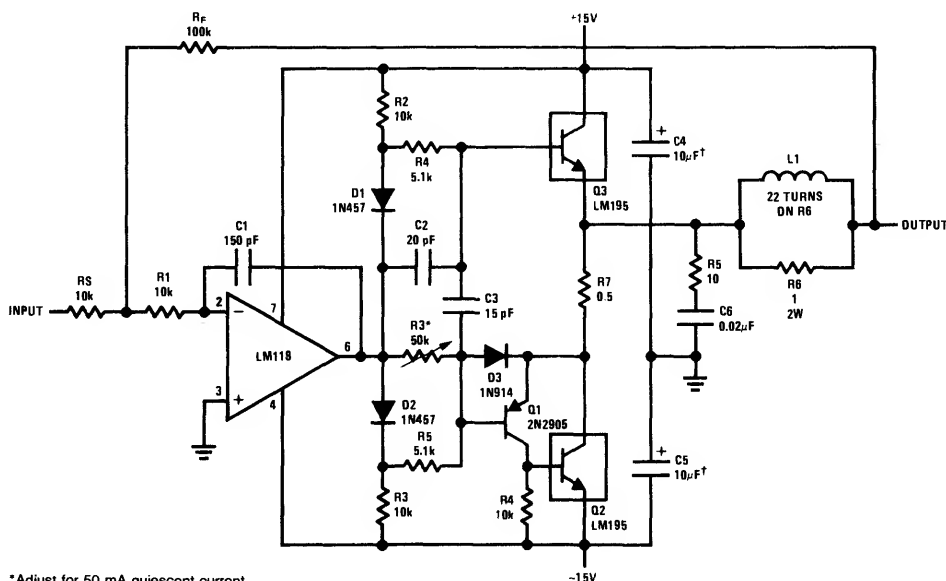 RF
100k
+15V
R2
10k
R4
5.1k
C4
10µF†
+
Q3
LM195
L1
22 TURNS
ON R6
D1
1N457
C1
150 pF
C2
20 pF
OUTPUT
RS
10k
R1
10k
R7
0.5
R5
10
R6
1
2W
C3
15 pF
INPUT
2
−
7
LM118
6
3
+
4
R3*
50k
C6
0.02µF
D3
1N914
D2
1N457
Q1
2N2905
R5
5.1k
+
C5
10µF†
R3
10k
R4
10k
Q2
LM195
−15V
*Adjust for 50 mA quiescent current